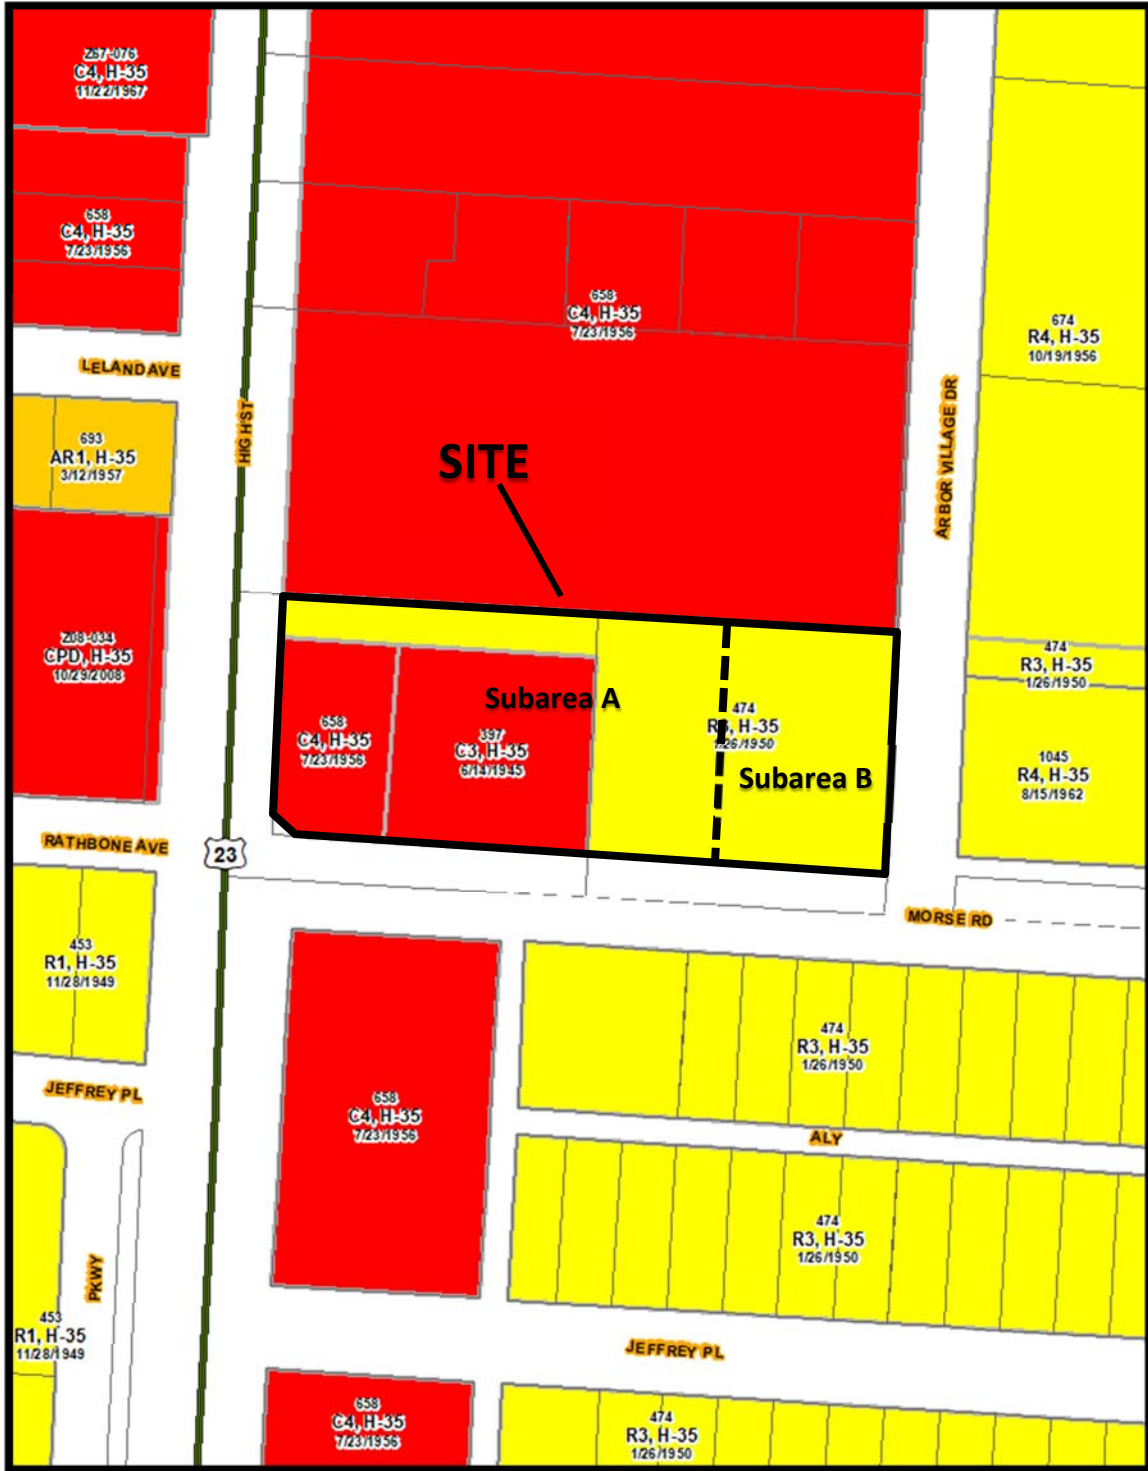 Z67-076
C4, H-35
11/22/1967
658
C4, H-35
7/23/1956
658
C4, H-35
7/23/1956
674
R4, H-35
10/19/1956
LELAND AVE
HIGH ST
ARBOR VILLAGE DR
693
AR1, H-35
3/12/1957
SITE
Z08-034
CPD, H-35
10/29/2008
474
R3, H-35
1/26/1950
Subarea A
658
C4, H-35
7/23/1956
397
C3, H-35
6/14/1945
474
R3, H-35
1/26/1950
Subarea B
1045
R4, H-35
8/15/1962
RATHBONE AVE
23
MORSE RD
453
R1, H-35
11/28/1949
474
R3, H-35
1/26/1950
JEFFREY PL
658
C4, H-35
7/23/1956
ALY
474
R3, H-35
1/26/1950
PKWY
453
R1, H-35
11/28/1949
JEFFREY PL
658
C4, H-35
7/23/1956
474
R3, H-35
1/26/1950